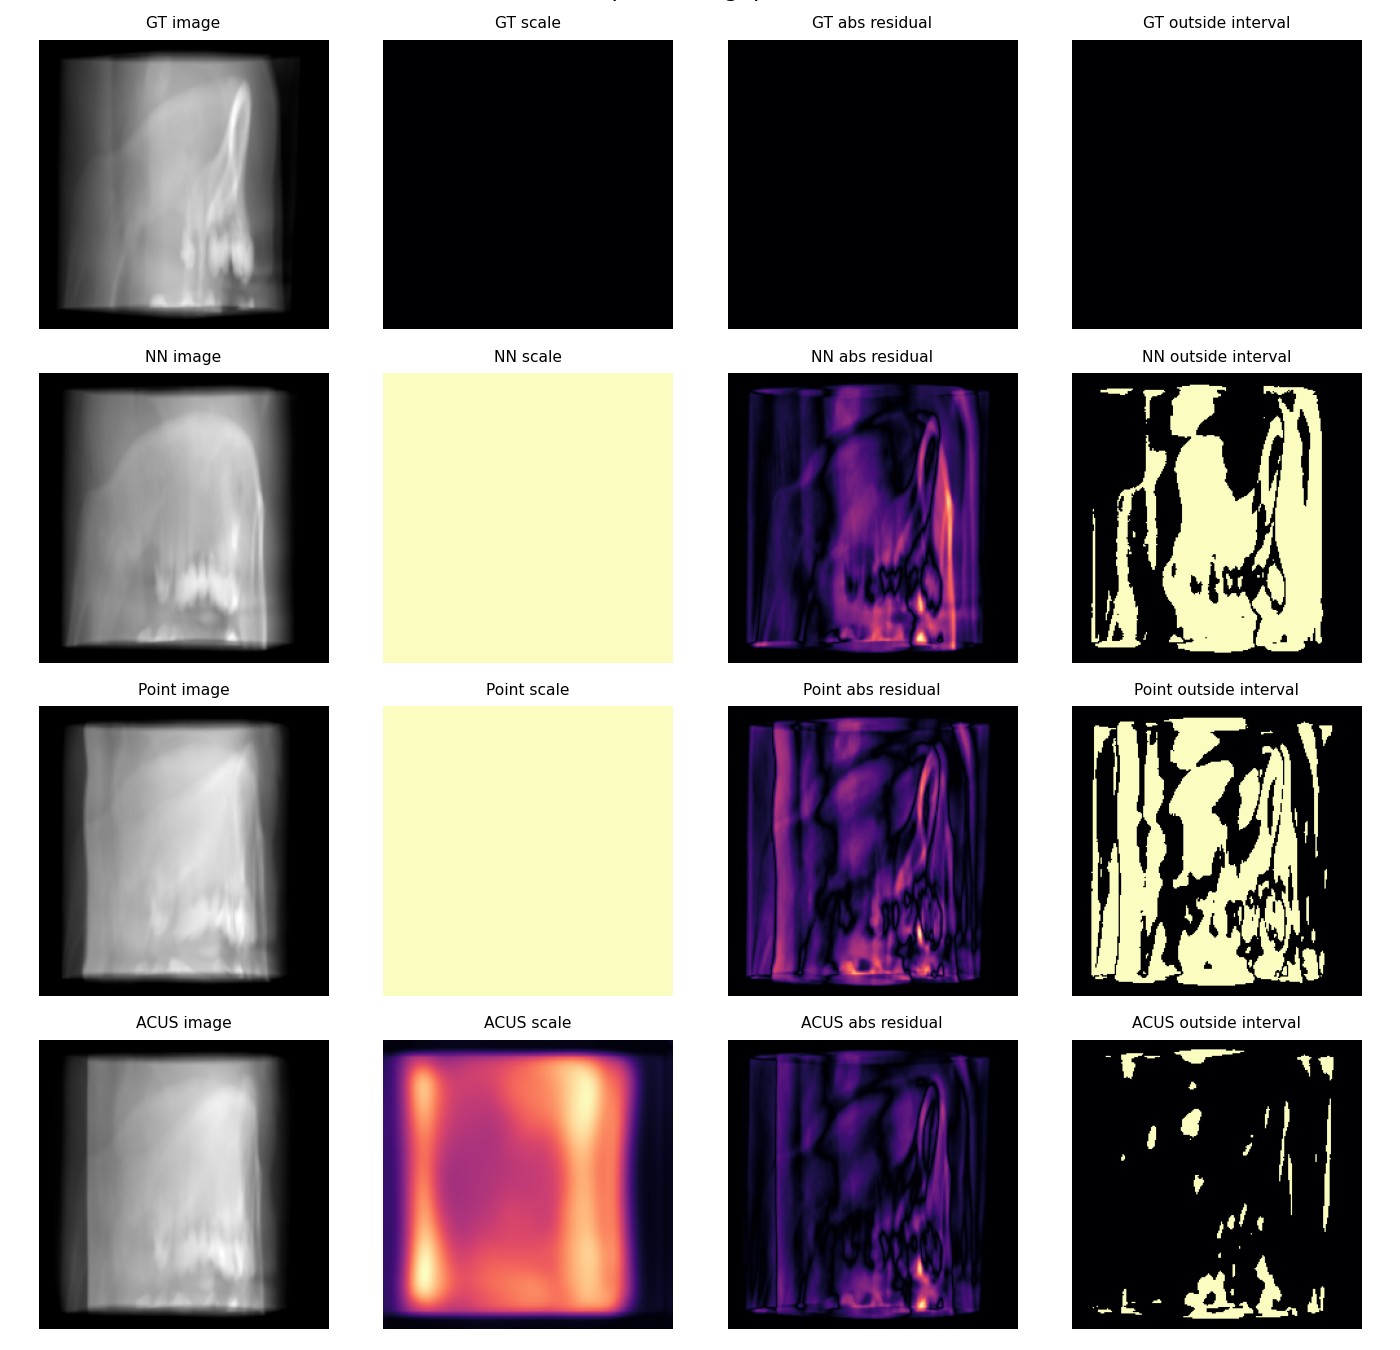 GT image
GT scale
GT abs residual
GT outside interval
NN image
NN scale
NN abs residual
NN outside interval
Point image
Point scale
Point abs residual
Point outside interval
ACUS image
ACUS scale
ACUS abs residual
ACUS outside interval